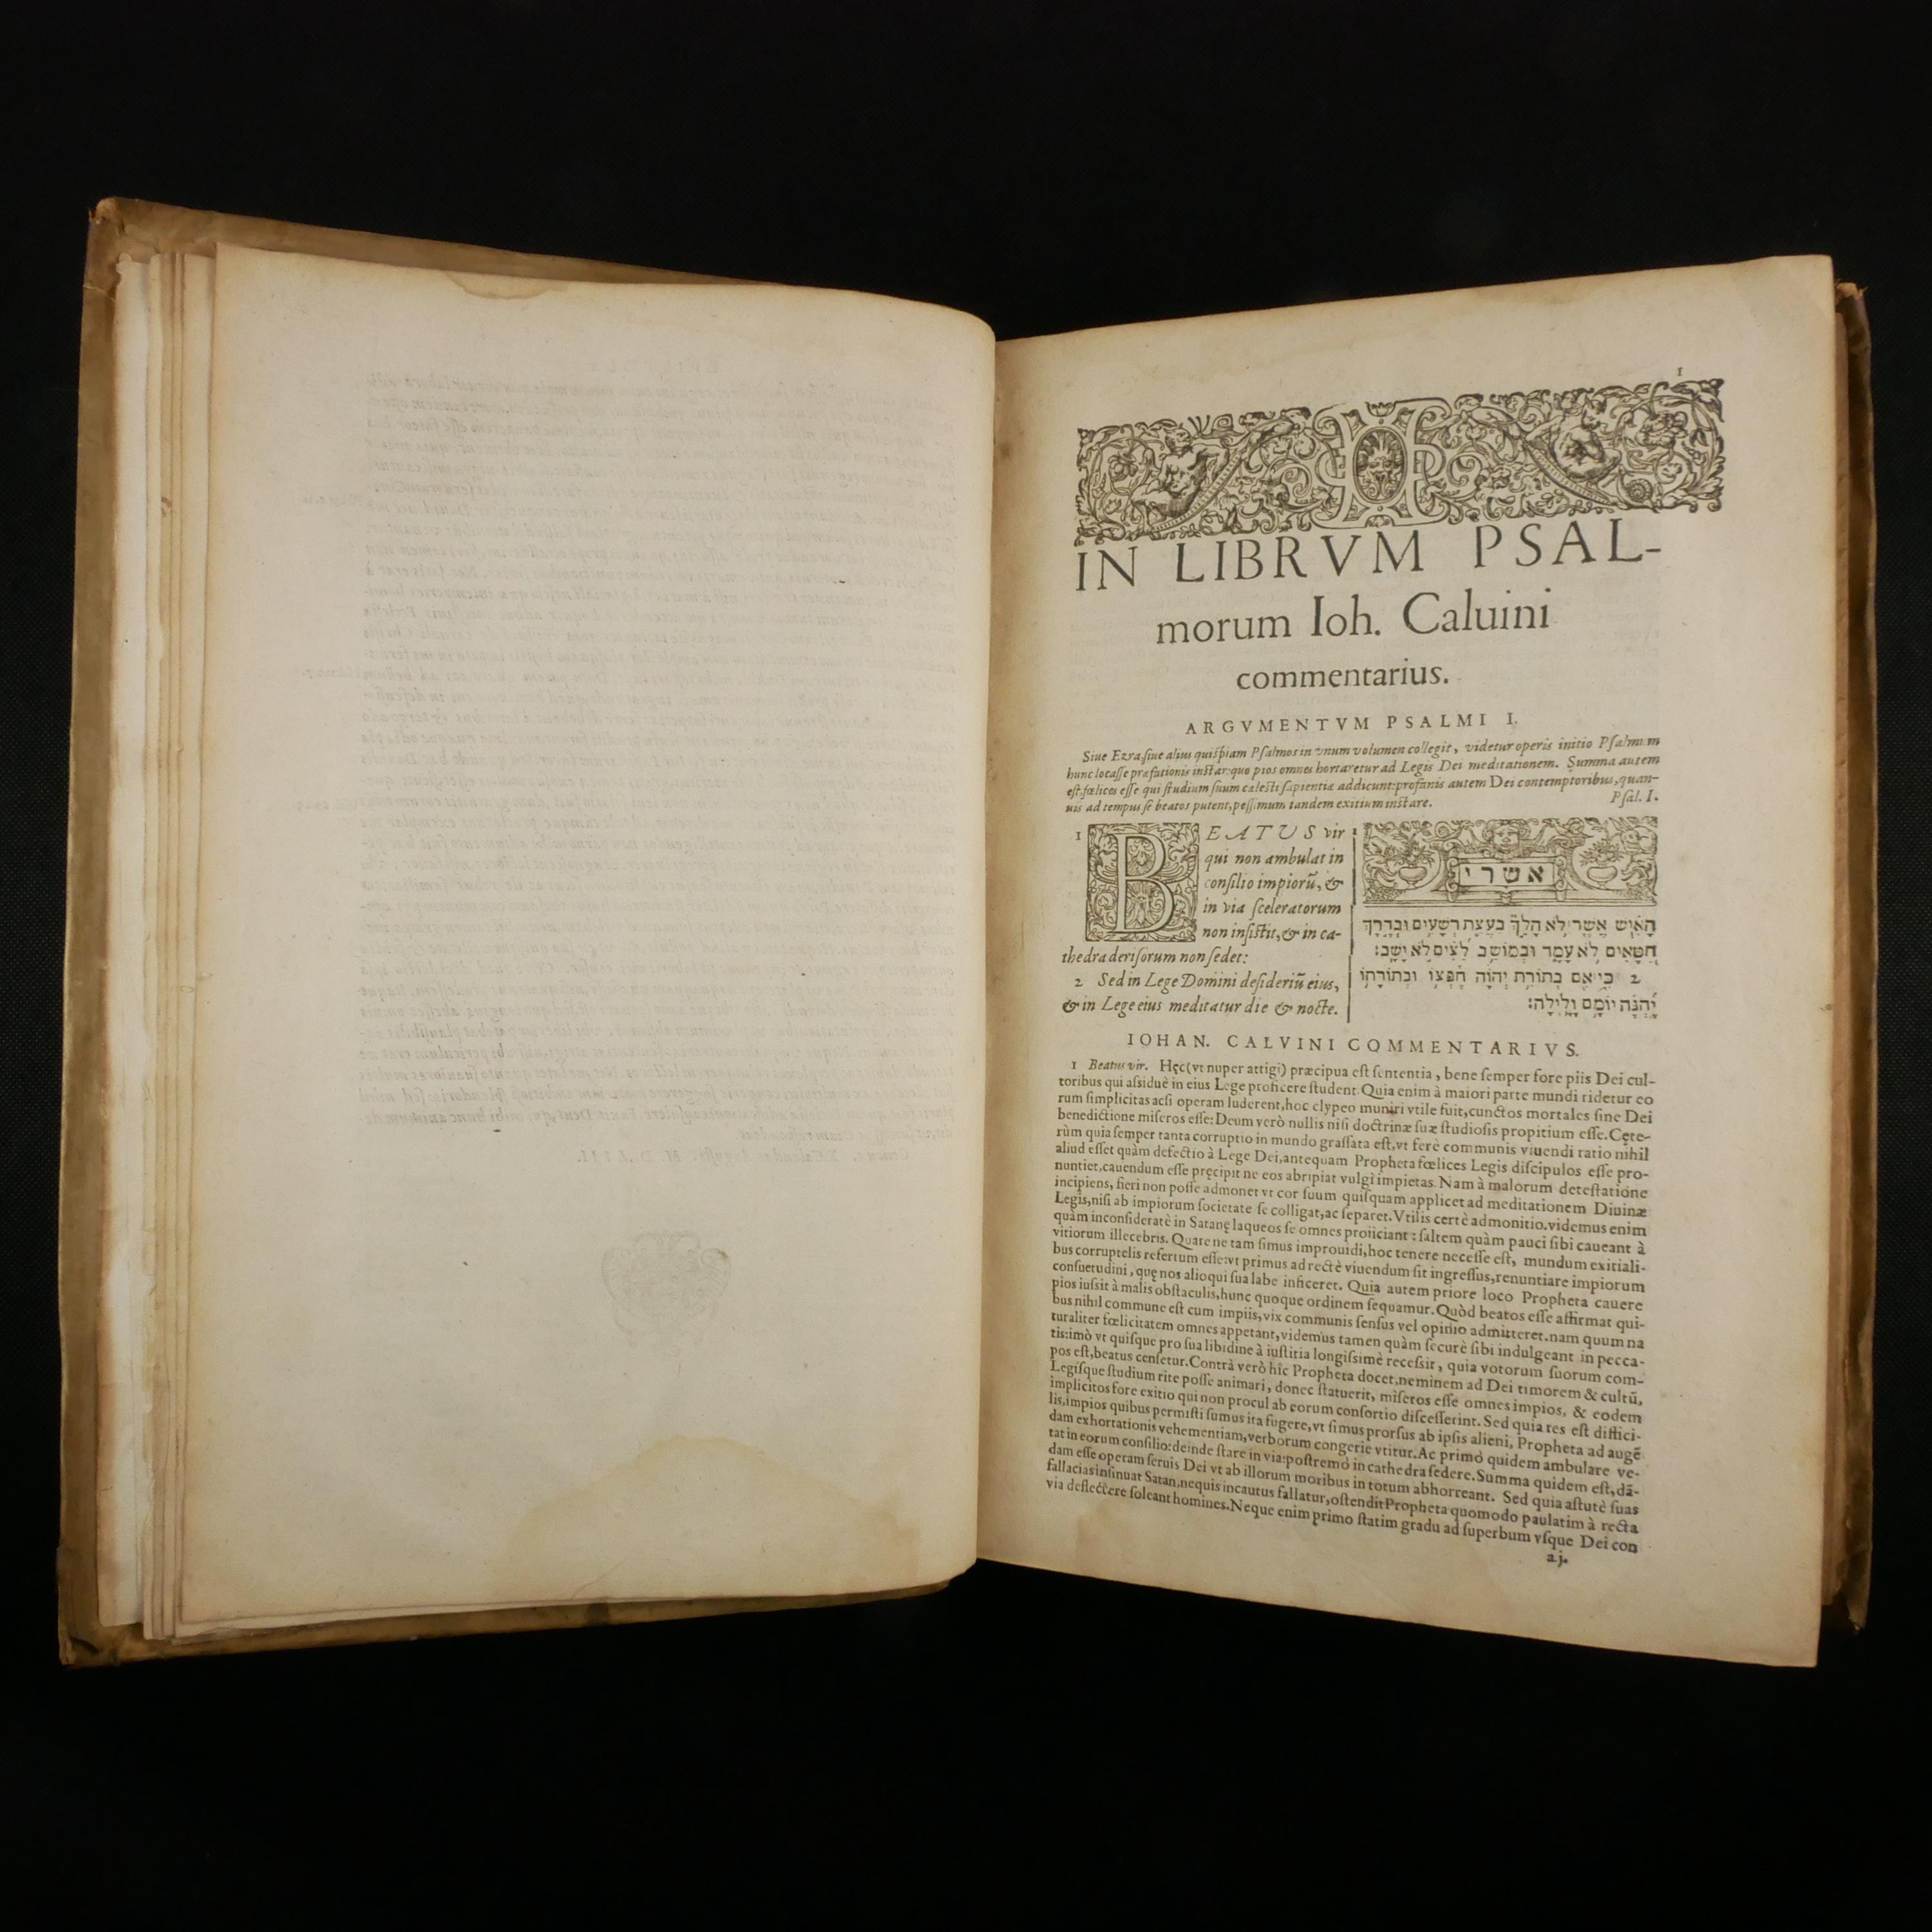 1
IN LIBRVM PSAL-
morum Ioh. Caluini
commentarius.
ARGVMENTVM PSALMI I.
Siue Ezra siue alius quispiam Psalmos in vnum volumen collegit, videtur operis initio Psalmum
hunc locasse præfationis instar: quo pios omnes hortaretur ad Legis Dei meditationem. Summa autem
est, fœlices esse qui studium suum cælesti sapientiæ addicunt: profanis autem Dei contemptoribus, quan-
uis ad tempus se beatos putent, pessimum tandem exitium instare.
Psal. I.
1 BEATUS vir
qui non ambulat in
consilio impiorũ, &
in via sceleratorum
non insistit, & in ca-
thedra derisorum non sedet:
2 Sed in Lege Domini desideriũ eius,
& in Lege eius meditatur die & nocte.
אשרי
הָאִישׁ אֲשֶׁר לֹא הָלַךְ בַּעֲצַת רְשָׁעִים וּבְדֶרֶךְ
חַטָּאִים לֹא עָמָד וּבְמוֹשַׁב לֵצִים לֹא יָשָׁב׃
2 כִּי אִם בְּתוֹרַת יְהוָה חֶפְצוֹ וּבְתוֹרָתוֹ
יֶהְגֶּה יוֹמָם וָלָיְלָה׃
IOHAN. CALVINI COMMENTARIVS.
1 Beatus vir. Hęc (vt nuper attigi) præcipua est sententia, bene semper fore piis Dei cul-
toribus qui assiduè in eius Lege proficere student. Quia enim à maiori parte mundi ridetur eo
rum simplicitas acsi operam luderent, hoc clypeo muniri vtile fuit, cunctos mortales sine Dei
benedictione miseros esse: Deum verò nullis nisi doctrinæ suæ studiosis propitium esse. Cęte-
rùm quia semper tanta corruptio in mundo grassata est, vt ferè communis viuendi ratio nihil
aliud esset quàm defectio à Lege Dei, antequam Propheta fœlices Legis discipulos esse pro-
nuntiet, cauendum esse pręcipit ne eos abripiat vulgi impietas. Nam à malorum detestatione
incipiens, fieri non posse admonet vt cor suum quisquam applicet ad meditationem Diuinæ
Legis, nisi ab impiorum societate se colligat, ac separet. Vtilis certè admonitio. videmus enim
quàm inconsideratè in Satanę laqueos se omnes proiiciant: saltem quàm pauci sibi caueant à
vitiorum illecebris. Quare ne tam simus improuidi, hoc tenere necesse est, mundum exitiali-
bus corruptelis refertum esse: vt primus ad rectè viuendum sit ingressus, renuntiare impiorum
consuetudini, quę nos alioqui sua labe inficeret. Quia autem priore loco Propheta cauere
pios iussit à malis obstaculis, hunc quoque ordinem sequamur. Quòd beatos esse affirmat qui-
bus nihil commune est cum impiis, vix communis sensus vel opinio admitteret. nam quum na
turaliter fœlicitatem omnes appetant, videmus tamen quàm securè sibi indulgeant in pecca-
tis: imò vt quisque pro sua libidine à iustitia longissimè recessit, quia votorum suorum com-
pos est, beatus censetur. Contrà verò hîc Propheta docet, neminem ad Dei timorem & cultũ,
Legisque studium rite posse animari, donec statuerit, miseros esse omnes impios, & eodem
implicitos fore exitio qui non procul ab eorum consortio discesserint. Sed quia res est diffici-
lis, impios quibus permisti sumus ita fugere, vt simus prorsus ab ipsis alieni, Propheta ad augẽ
dam exhortationis vehementiam, verborum congerie vtitur. Ac primò quidem ambulare ve-
tat in eorum consilio: deinde stare in via: postremò in cathedra sedere. Summa quidem est, dã-
dam esse operam seruis Dei vt ab illorum moribus in totum abhorreant. Sed quia astutè suas
fallacias insinuat Satan, nequis incautus fallatur, ostendit Propheta quomodo paulatim à recta
via deflectere soleant homines. Neque enim primo statim gradu ad superbum vsque Dei con
a j.